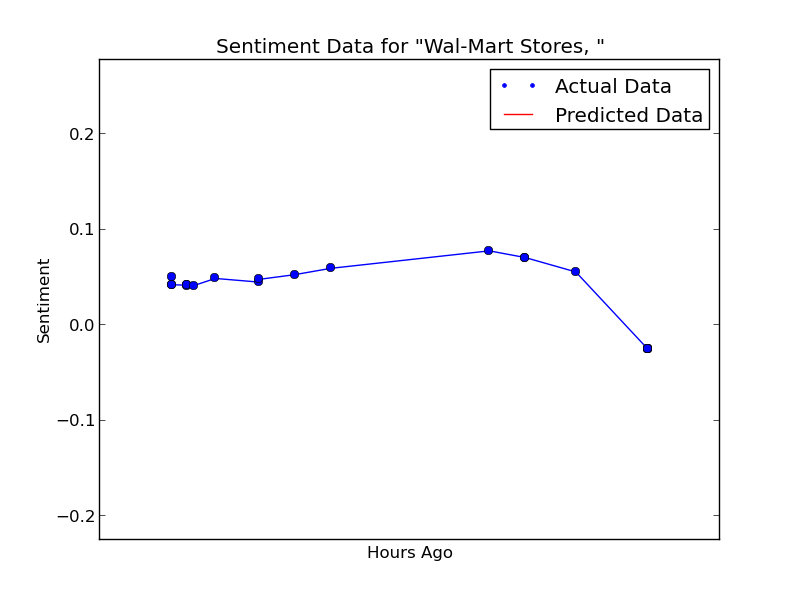 Sentiment Data for "Wal-Mart Stores, "
Actual Data
Predicted Data
0.2
0.1
0.0
−0.1
−0.2
Sentiment
Hours Ago